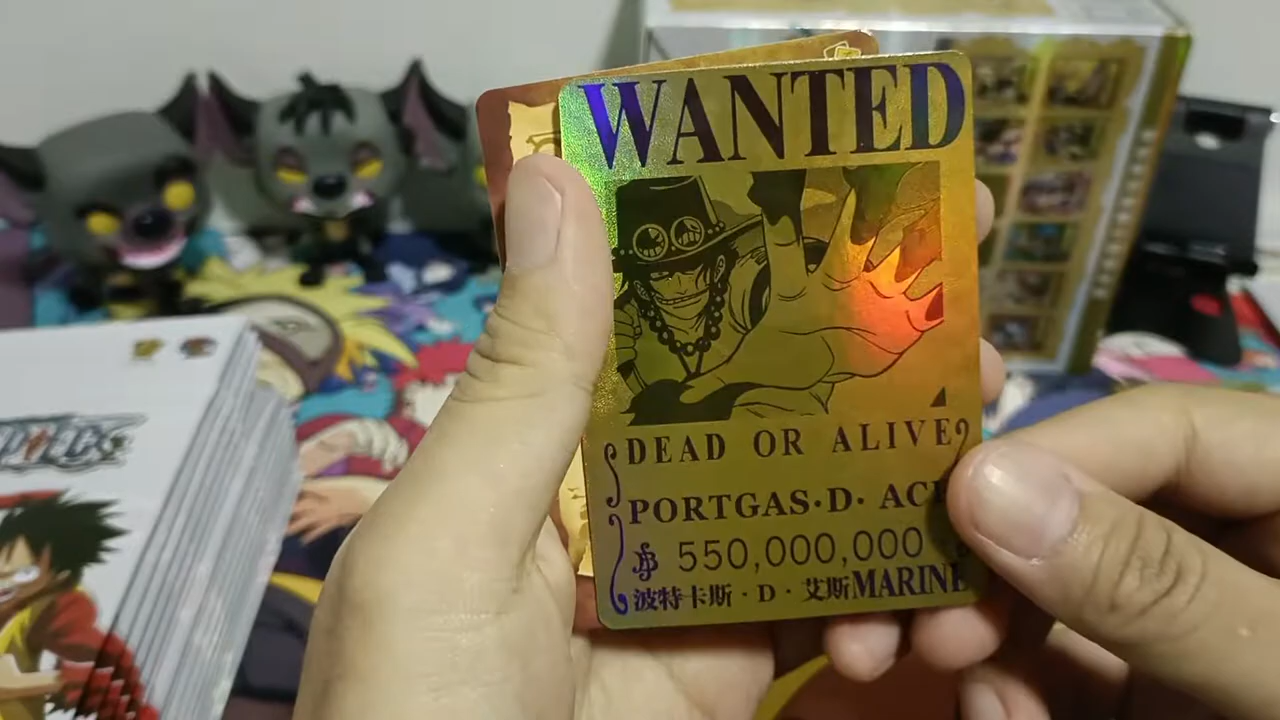 WANTED
DEAD OR ALIVE
PORTGAS·D· ACE
550,000,000
波特卡斯·D·艾斯MARINE